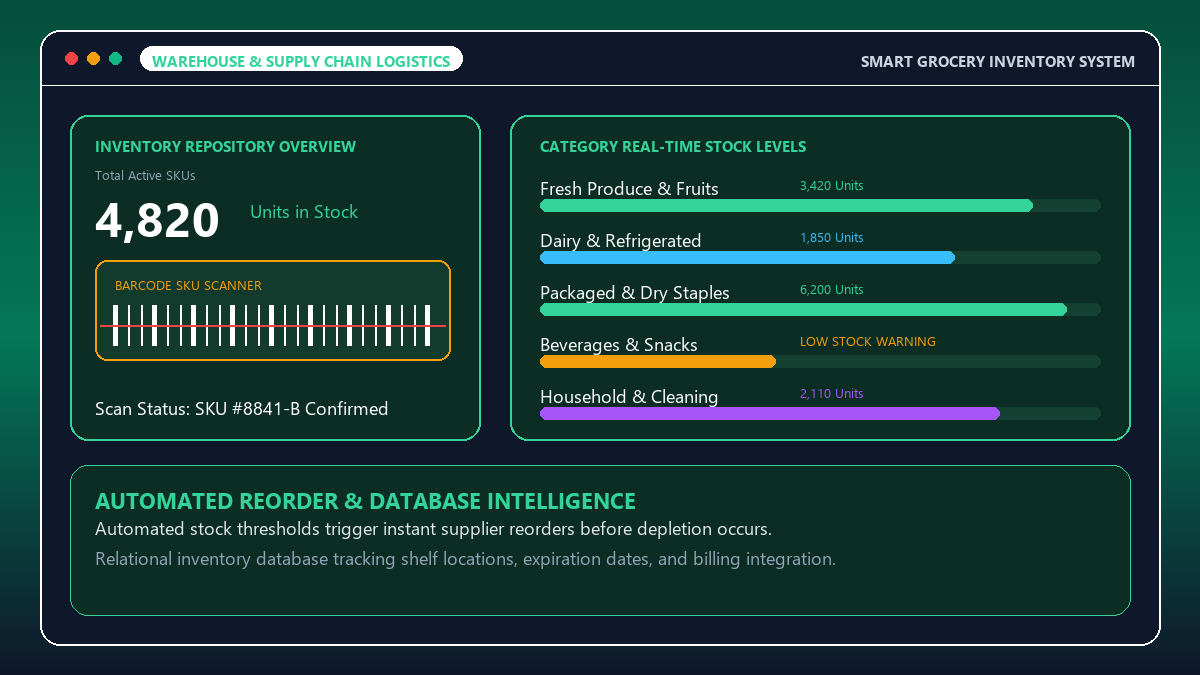 WAREHOUSE & SUPPLY CHAIN LOGISTICS
SMART GROCERY INVENTORY SYSTEM
INVENTORY REPOSITORY OVERVIEW
Total Active SKUs
4,820 Units in Stock
BARCODE SKU SCANNER
Scan Status: SKU #8841-B Confirmed
CATEGORY REAL-TIME STOCK LEVELS
Fresh Produce & Fruits 3,420 Units
Dairy & Refrigerated 1,850 Units
Packaged & Dry Staples 6,200 Units
Beverages & Snacks LOW STOCK WARNING
Household & Cleaning 2,110 Units
AUTOMATED REORDER & DATABASE INTELLIGENCE
Automated stock thresholds trigger instant supplier reorders before depletion occurs.
Relational inventory database tracking shelf locations, expiration dates, and billing integration.